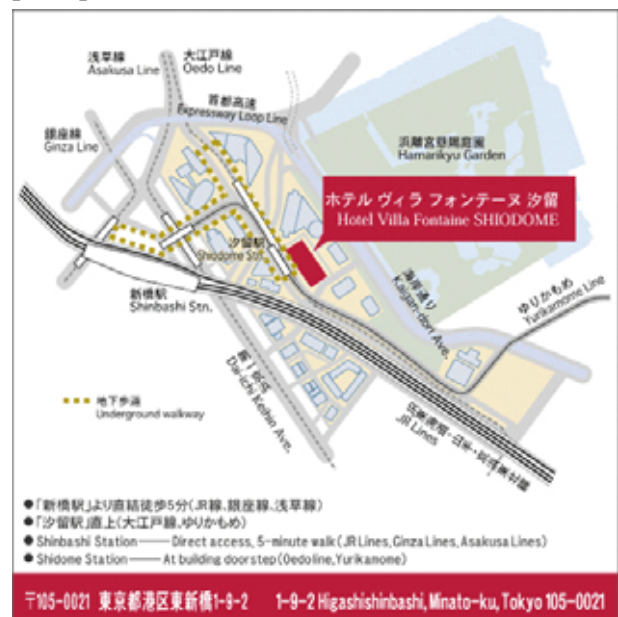 浅草線
Asakusa Line
大江戸線
Oedo Line
首都高速
Expressway Loop Line
銀座線
Ginza Line
浜離宮恩賜庭園
Hamarikyu Garden
ホテル ヴィラ フォンテーヌ 汐留
Hotel Villa Fontaine SHIODOME
汐留駅
Shiodome Stn.
新橋駅
Shinbashi Stn.
海岸通り
Kaigan-dori Ave.
ゆりかもめ
Yurikamome Line
第一京浜
Dai-ichi Keihin Ave.
JR Lines
地下歩道
Underground walkway
●「新橋駅」より直結徒歩5分(JR線、銀座線、浅草線)
●「汐留駅」直上(大江戸線、ゆりかもめ)
● Shinbashi Station —— Direct access, 5-minute walk (JR Lines, Ginza Lines, Asakusa Lines)
● Shidome Station —— At building doorstep (Oedo line, Yurikamome)
〒105-0021 東京都港区東新橋1-9-2 1-9-2 Higashishinbashi, Minato-ku, Tokyo 105-0021